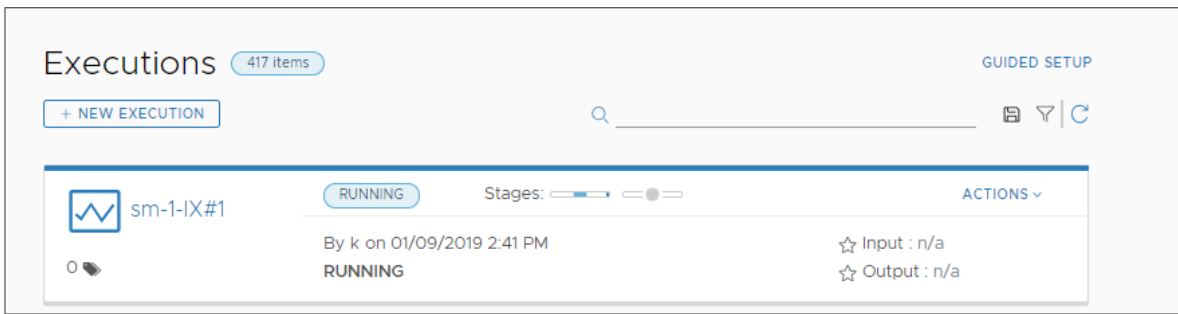 Executions 417 items
GUIDED SETUP
+ NEW EXECUTION
sm-1-IX#1
RUNNING
Stages:
ACTIONS
By k on 01/09/2019 2:41 PM
Input : n/a
0
RUNNING
Output : n/a